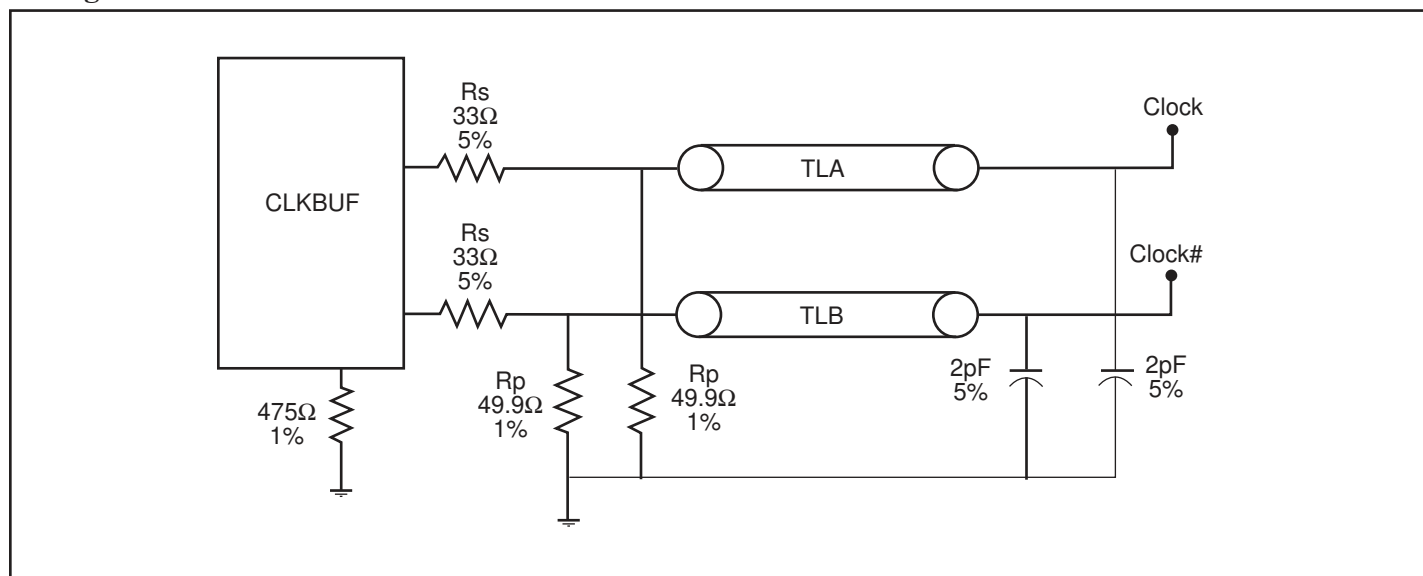 Rs
33Ω
5%
Clock
TLA
CLKBUF
Rs
33Ω
5%
Clock#
TLB
Rp
49.9Ω
1%
Rp
49.9Ω
1%
2pF
5%
2pF
5%
475Ω
1%